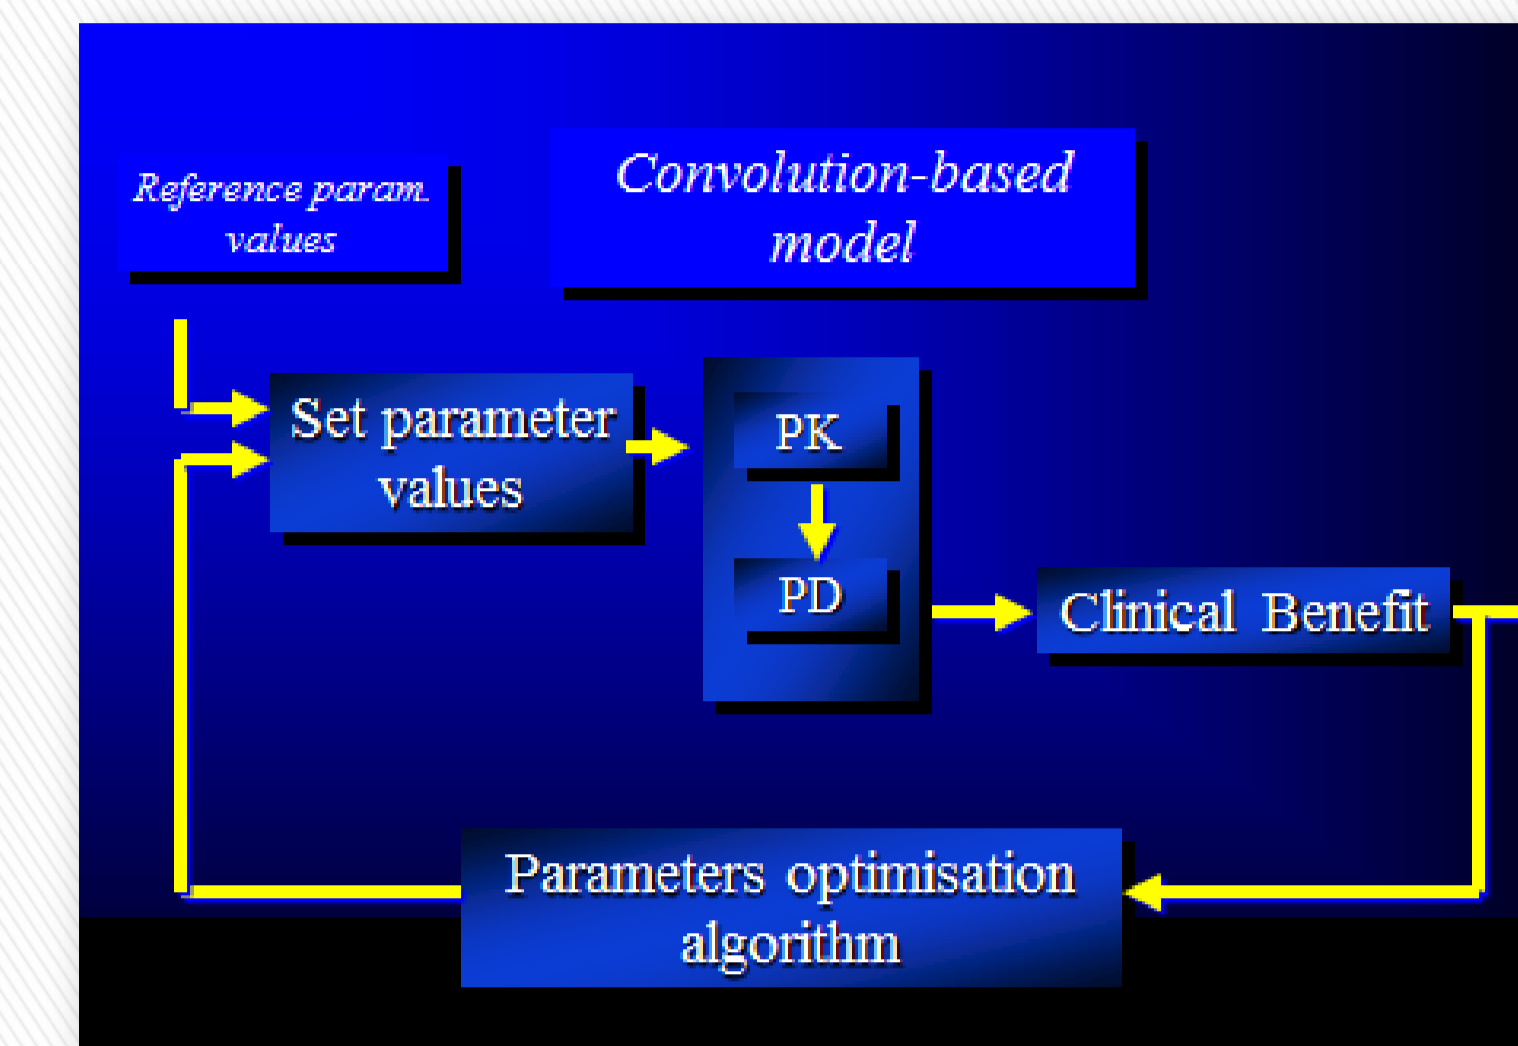 Reference param.
values
Convolution-based
model
Set parameter
values
PK
PD
Clinical Benefit
Parameters optimisation
algorithm